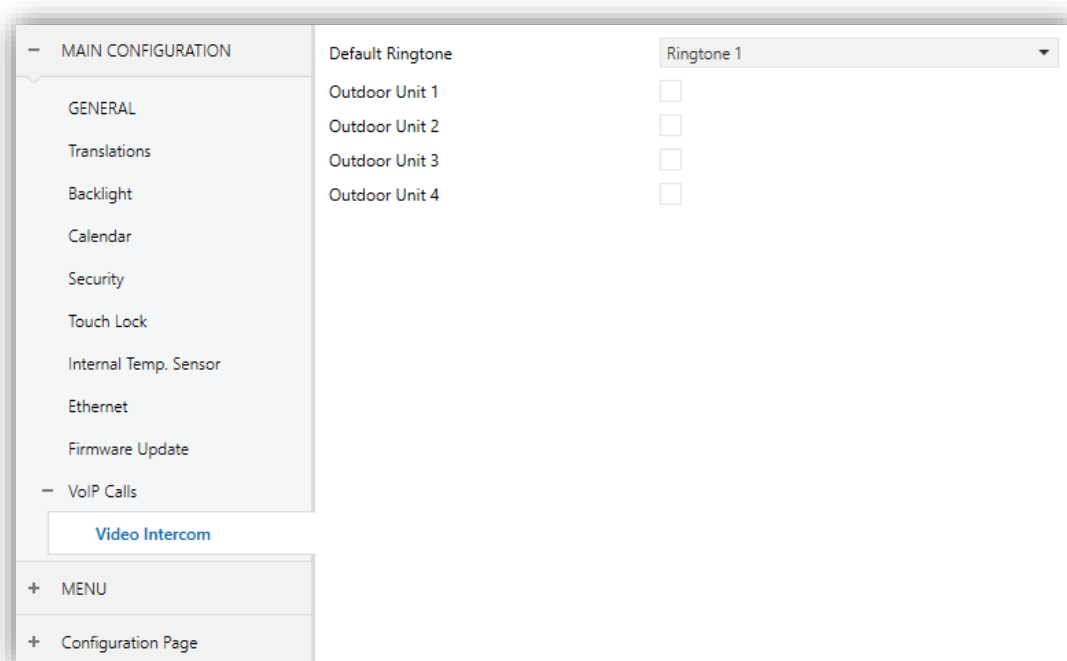 MAIN CONFIGURATION
GENERAL
Translations
Backlight
Calendar
Security
Touch Lock
Internal Temp. Sensor
Ethernet
Firmware Update
VoIP Calls
Video Intercom
MENU
Configuration Page
Default Ringtone
Ringtone 1
Outdoor Unit 1
Outdoor Unit 2
Outdoor Unit 3
Outdoor Unit 4